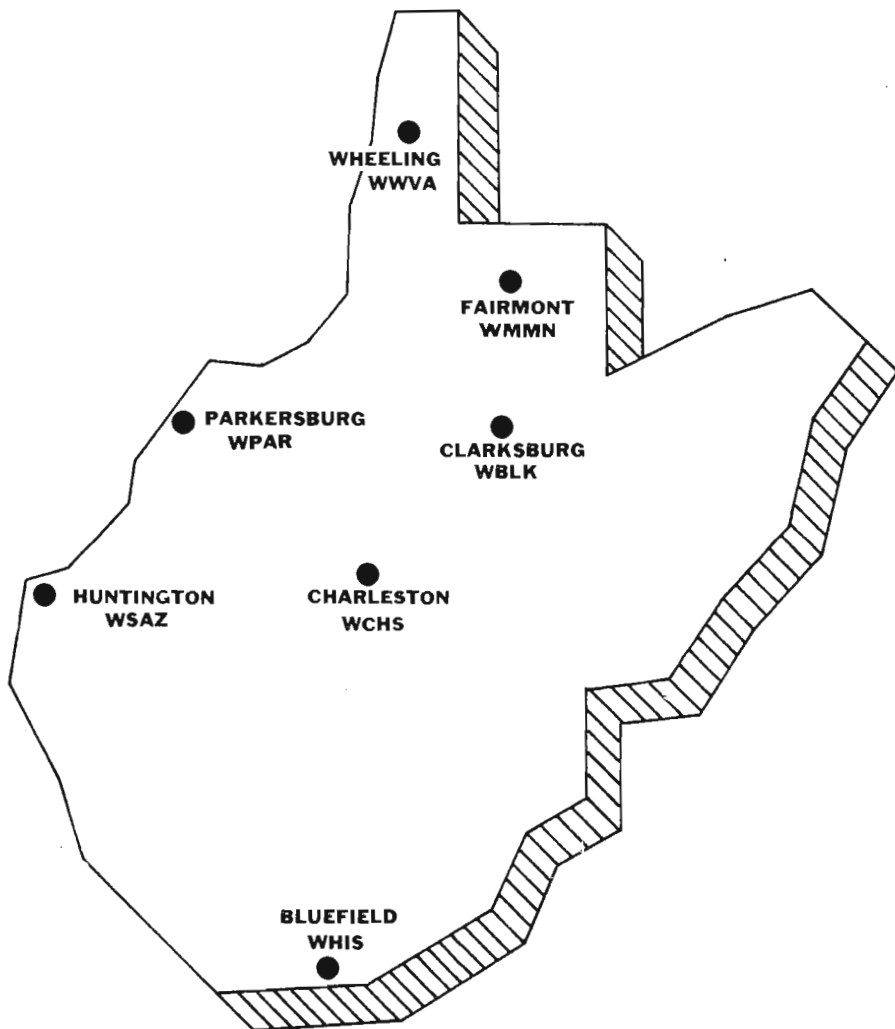 WHEELING
WWVA
FAIRMONT
WMMN
PARKERSBURG
WPAR
CLARKSBURG
WBLK
HUNTINGTON
WSAZ
CHARLESTON
WCHS
BLUEFIELD
WHIS